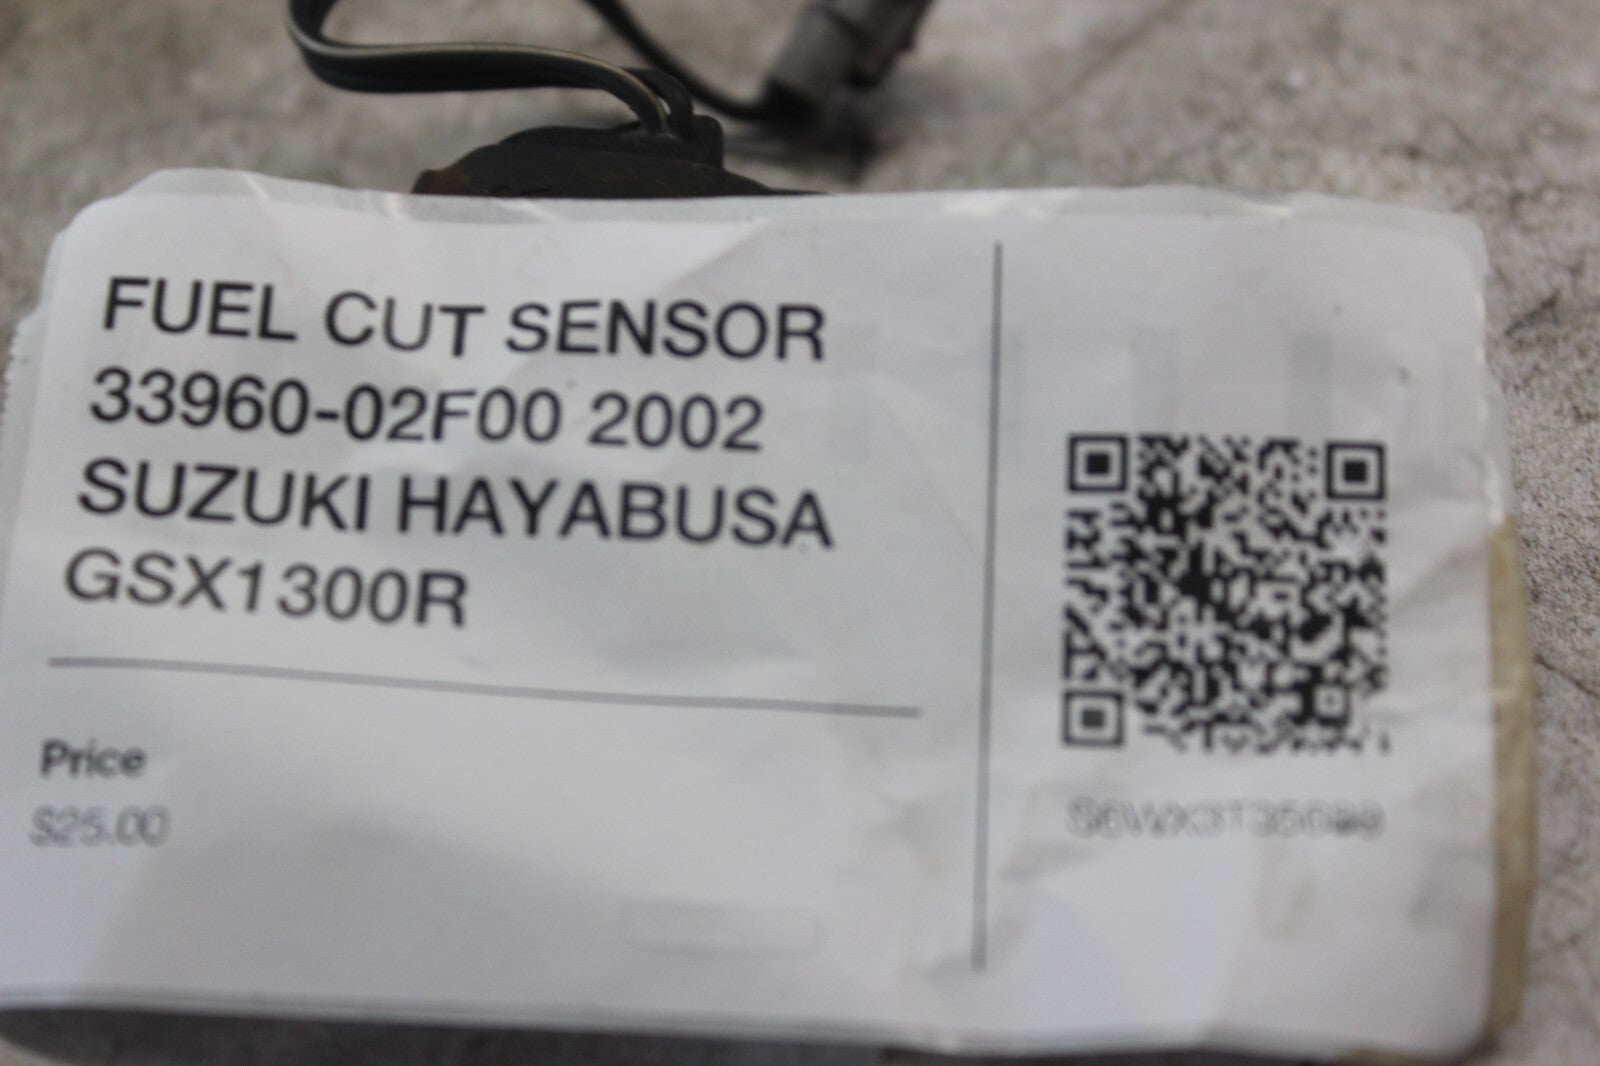 FUEL CUT SENSOR
33960-02F00 2002
SUZUKI HAYABUSA
GSX1300R
Price
$25.00